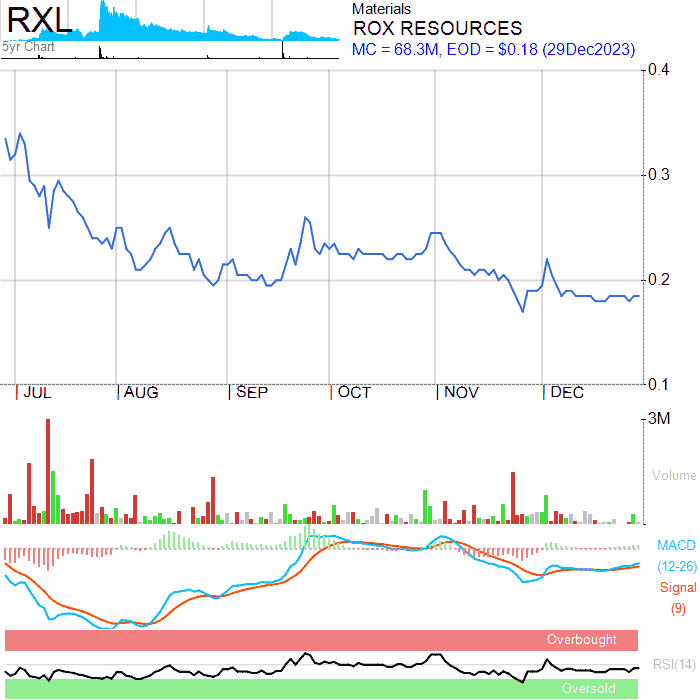 RXL
5yr Chart
Materials
ROX RESOURCES
MC = 68.3M, EOD = $0.18 (29Dec2023)
0.4
0.3
0.2
0.1
JUL AUG SEP OCT NOV DEC
3M
Volume
MACD
(12-26)
Signal
(9)
Overbought
RSI(14)
Oversold